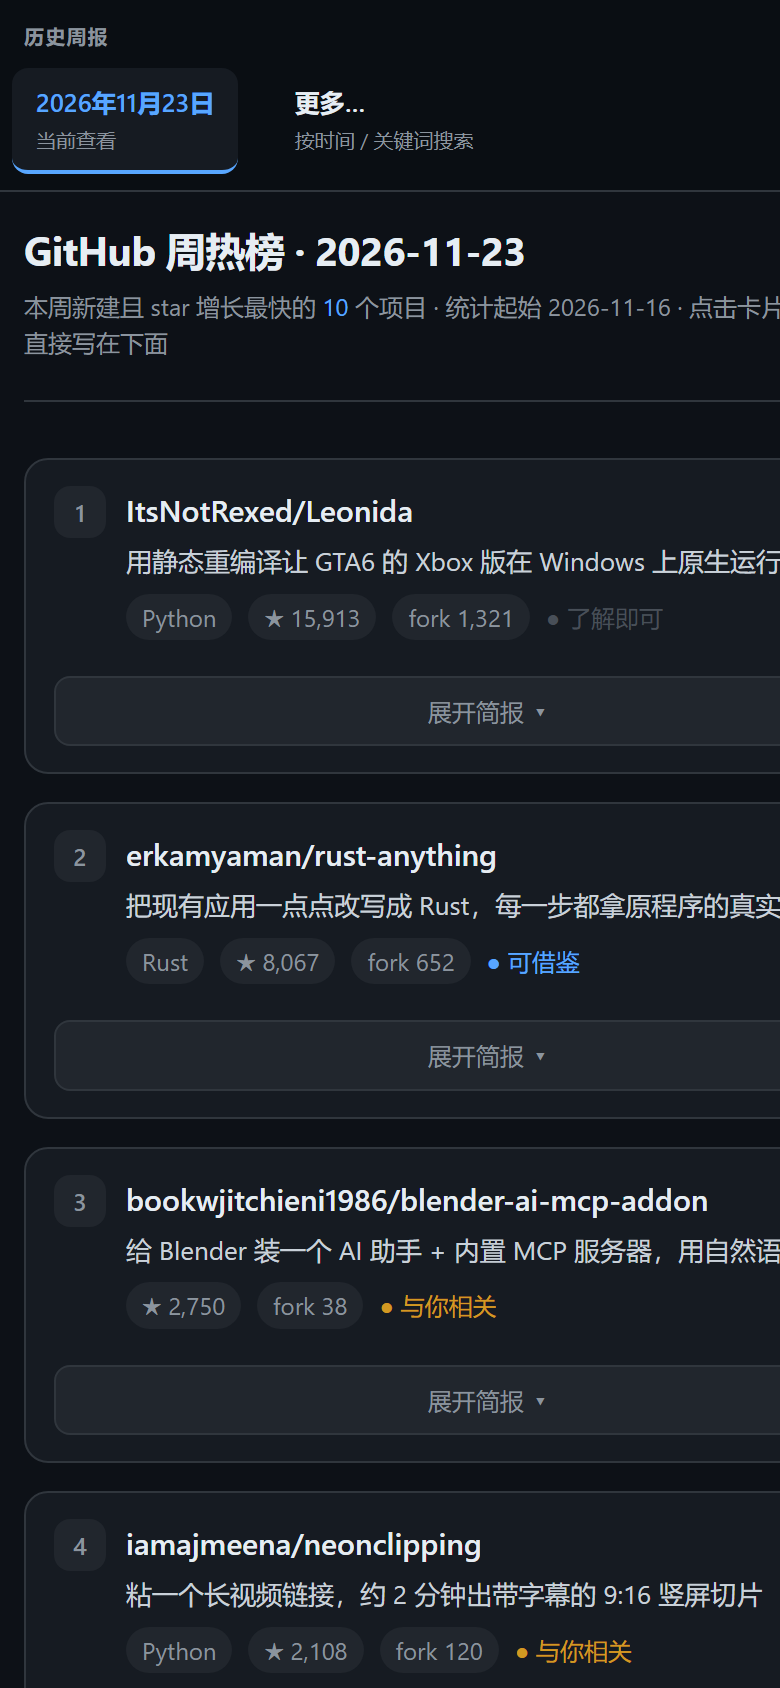 历史周报
2026年11月23日
当前查看
更多...
按时间 / 关键词搜索
GitHub 周热榜 · 2026-11-23
本周新建且 star 增长最快的 10 个项目 · 统计起始 2026-11-16 · 点击卡片
直接写在下面
1
ItsNotRexed/Leonida
用静态重编译让 GTA6 的 Xbox 版在 Windows 上原生运行
Python ★ 15,913 fork 1,321 ● 了解即可
展开简报 ▼
2
erkamyaman/rust-anything
把现有应用一点点改写成 Rust，每一步都拿原程序的真实
Rust ★ 8,067 fork 652 ● 可借鉴
展开简报 ▼
3
bookwjitchieni1986/blender-ai-mcp-addon
给 Blender 装一个 AI 助手 + 内置 MCP 服务器，用自然语
★ 2,750 fork 38 ● 与你相关
展开简报 ▼
4
iamajmeena/neonclipping
粘一个长视频链接，约 2 分钟出带字幕的 9:16 竖屏切片
Python ★ 2,108 fork 120 ● 与你相关